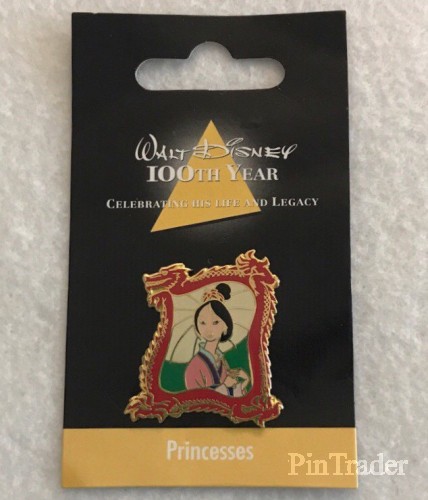 WALT DISNEY
100TH YEAR
CELEBRATING HIS LIFE AND LEGACY
Princesses
PinTrader